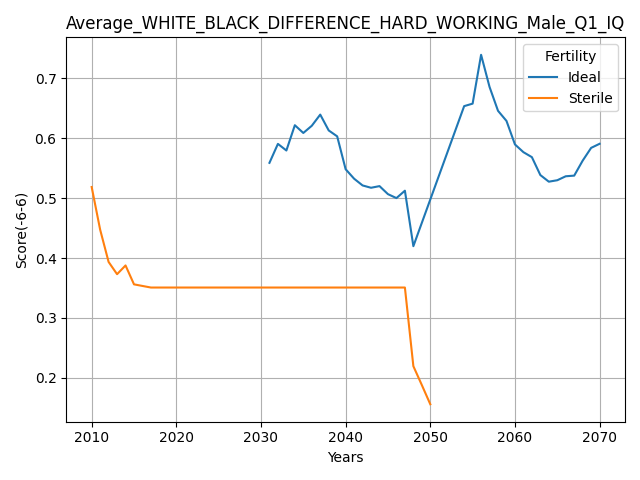 Average_WHITE_BLACK_DIFFERENCE_HARD_WORKING_Male_Q1_IQ
Fertility
Ideal
Sterile
0.7
0.6
0.5
0.4
0.3
0.2
Score(-6-6)
2010 2020 2030 2040 2050 2060 2070
Years